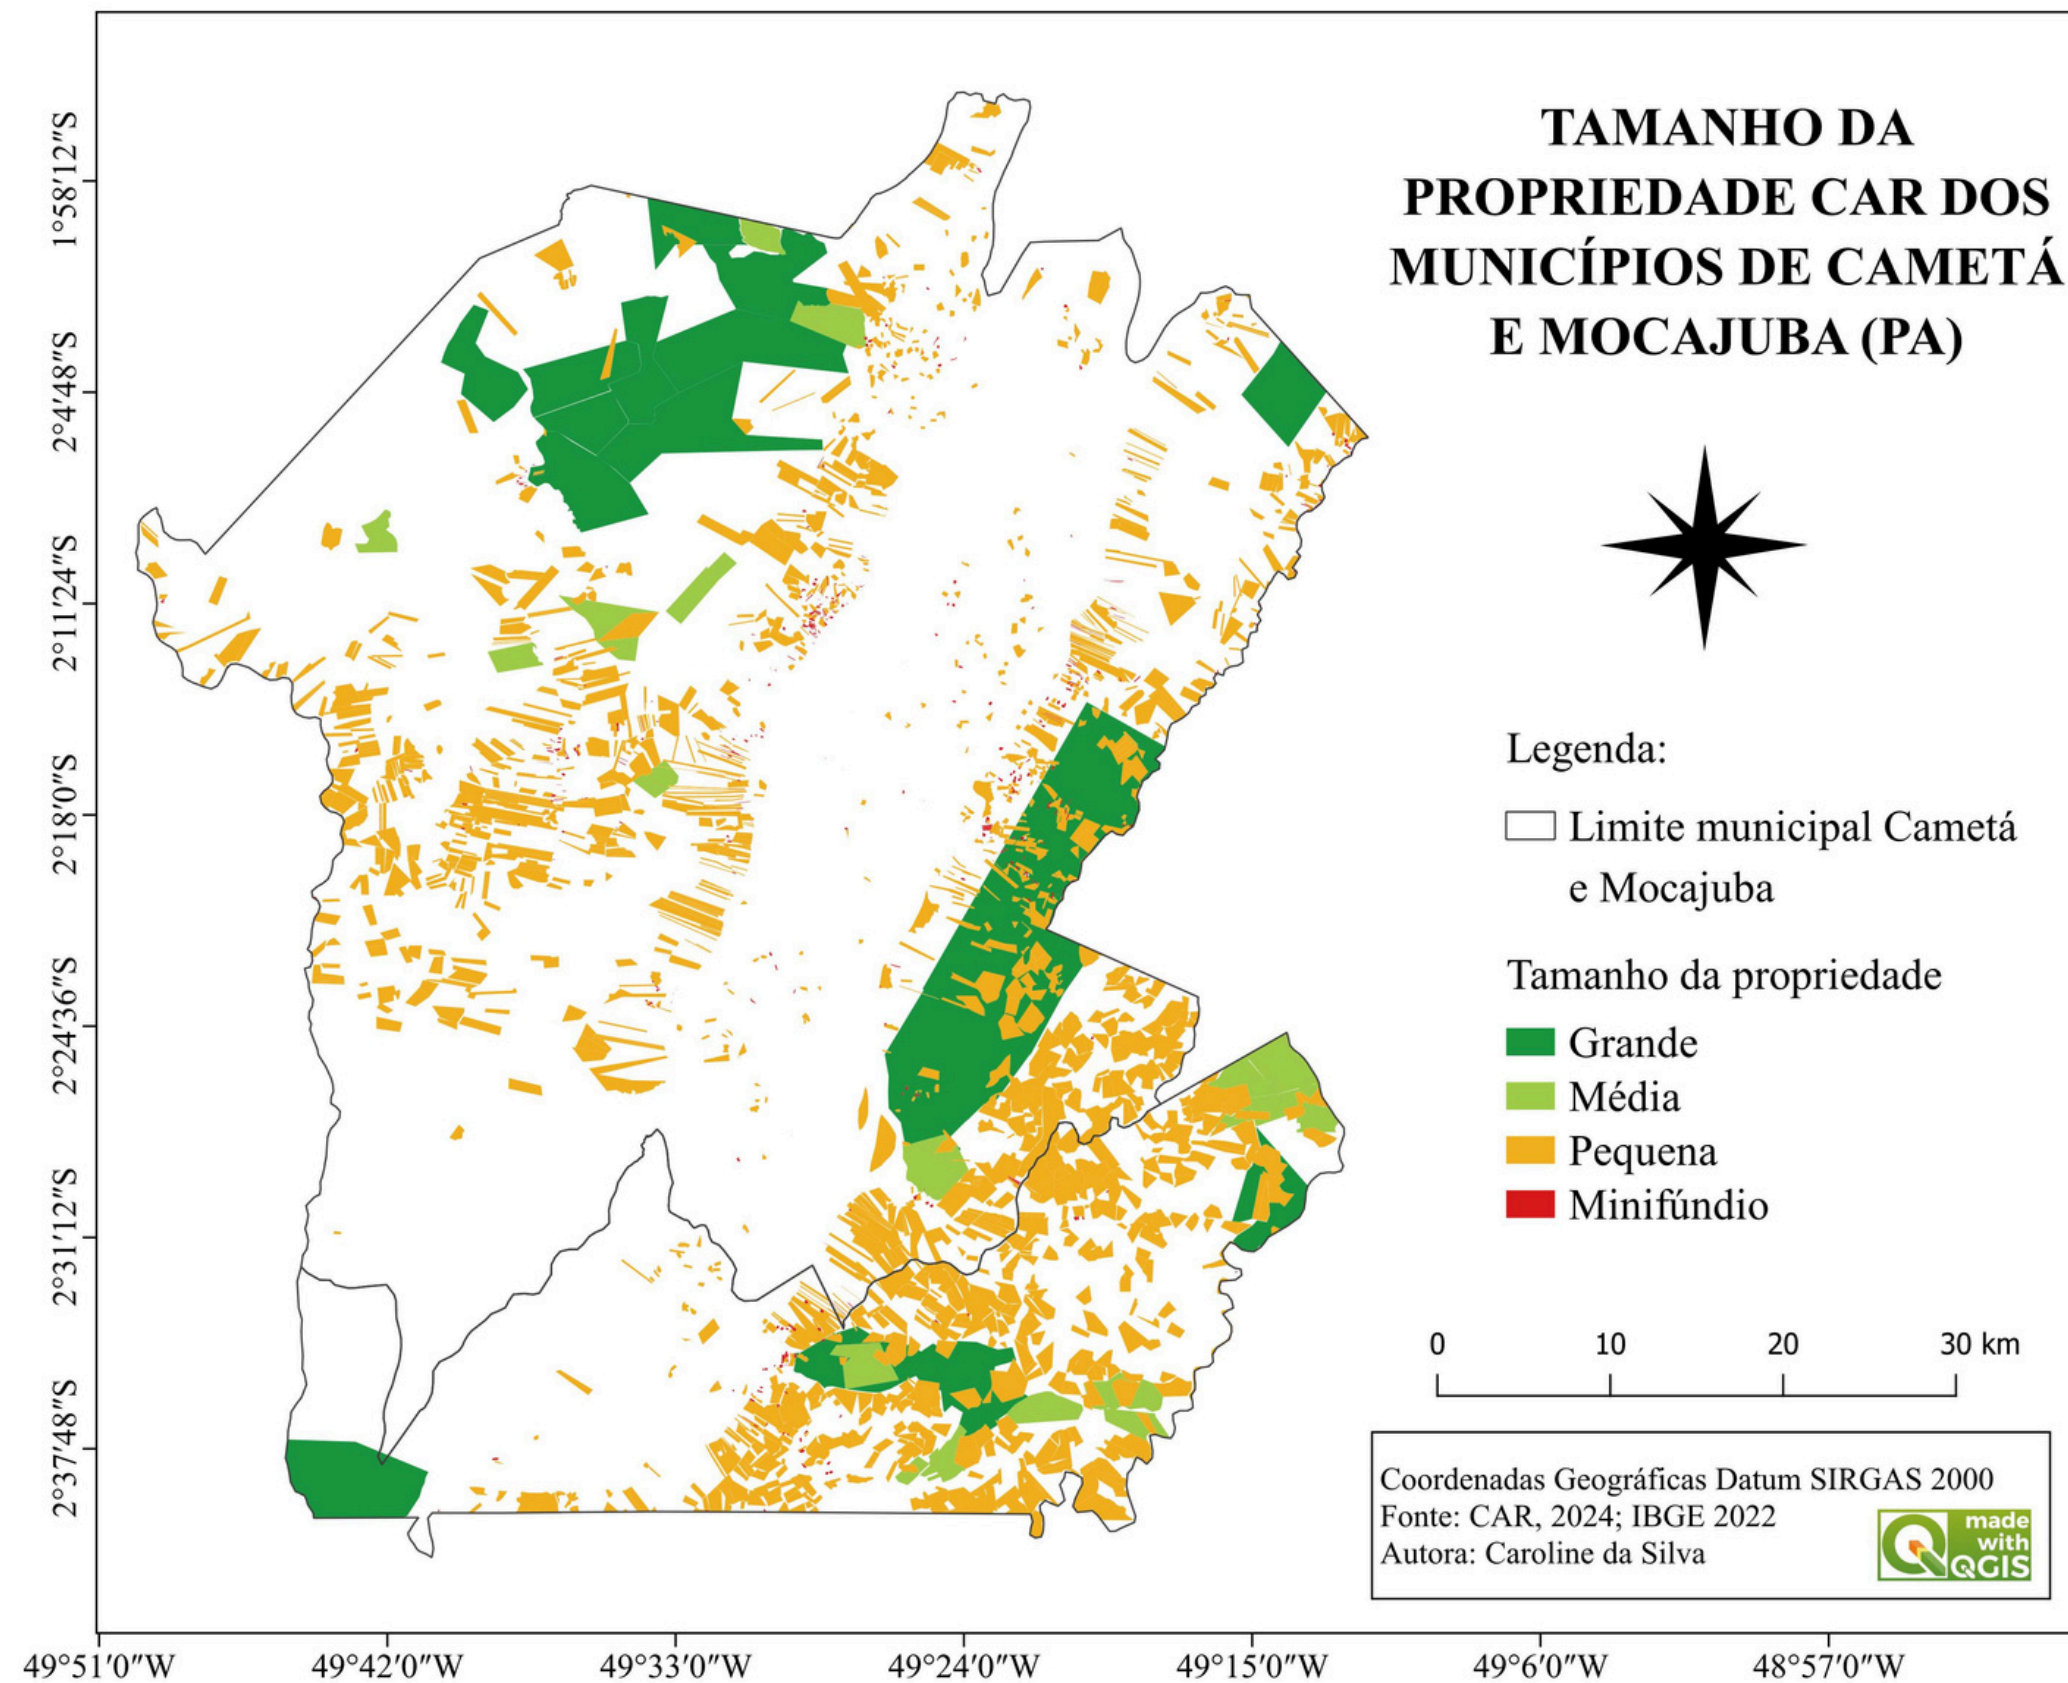 TAMANHO DA
PROPRIEDADE CAR DOS
MUNICÍPIOS DE CAMETÁ
E MOCAJUBA (PA)
1°58'12"S
2°4'48"S
2°11'24"S
2°18'0"S
2°24'36"S
2°31'12"S
2°37'48"S
Legenda:
Limite municipal Cametá
e Mocajuba
Tamanho da propriedade
Grande
Média
Pequena
Minifúndio
0 10 20 30 km
Coordenadas Geográficas Datum SIRGAS 2000
Fonte: CAR, 2024; IBGE 2022
Autora: Caroline da Silva
made
with
QGIS
49°51'0"W 49°42'0"W 49°33'0"W 49°24'0"W 49°15'0"W 49°6'0"W 48°57'0"W